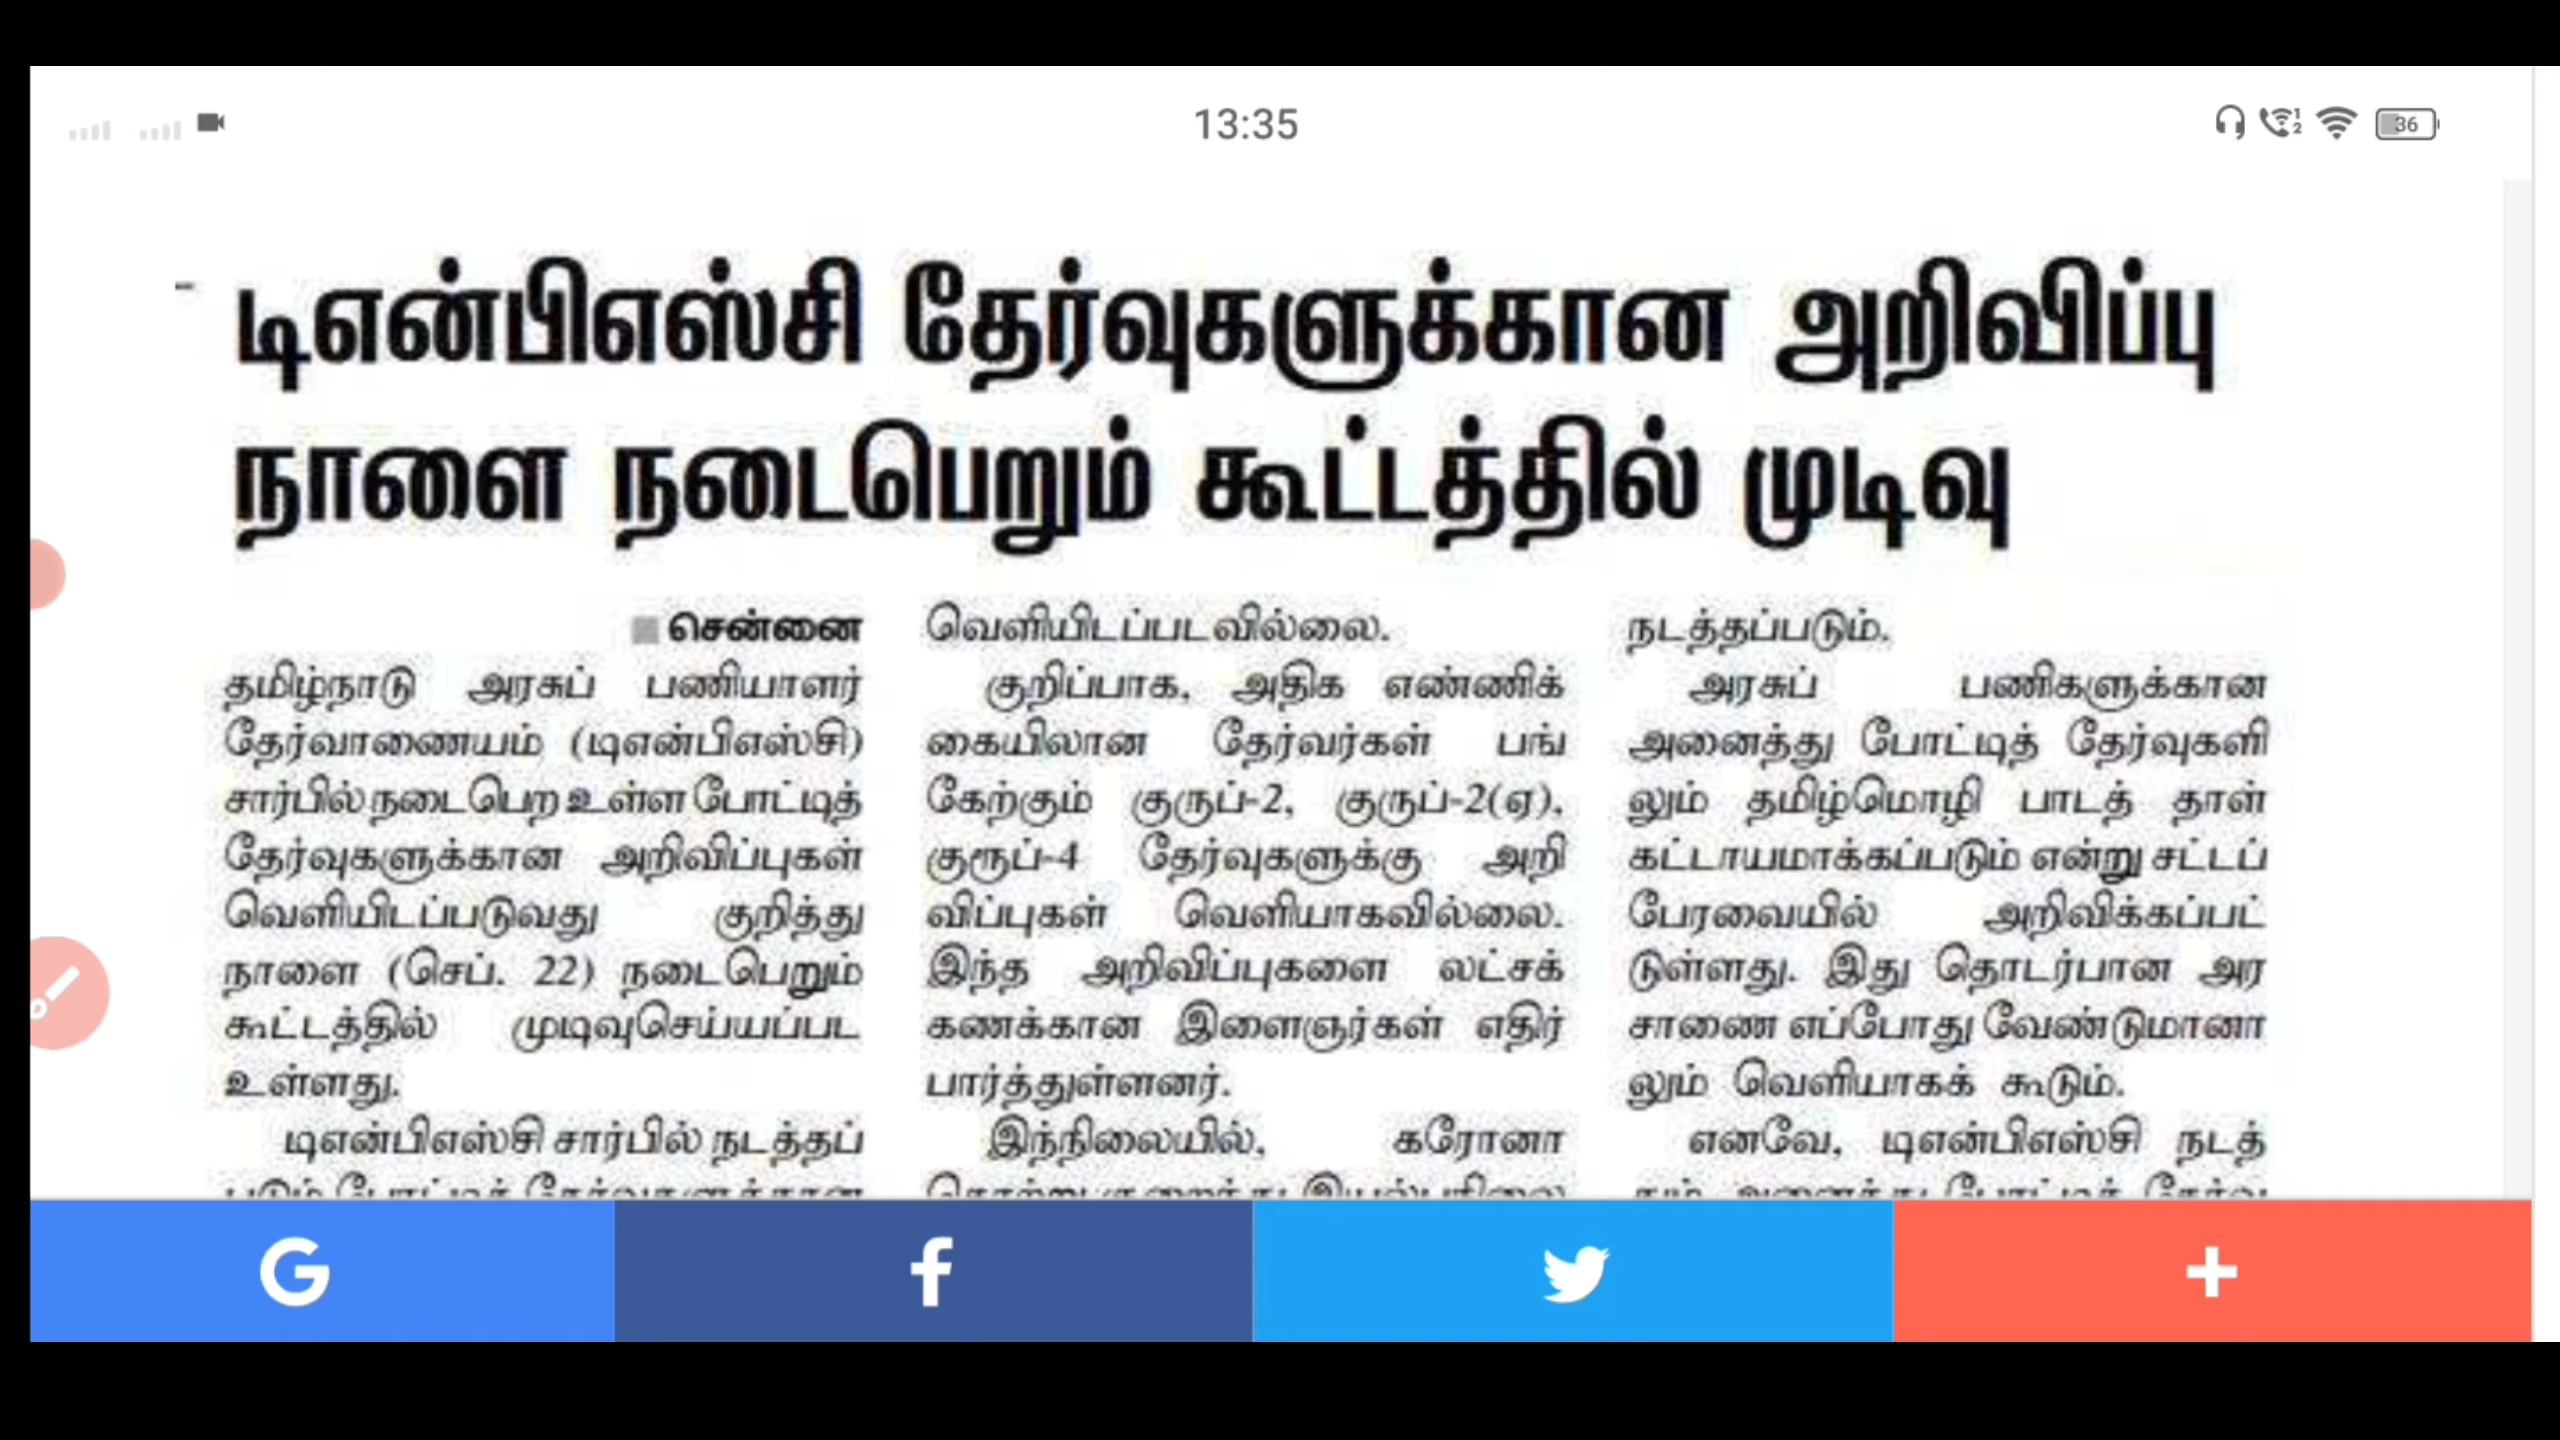 13:35
36
டிஎன்பிஎஸ்சி தேர்வுகளுக்கான அறிவிப்பு
நாளை நடைபெறும் கூட்டத்தில் முடிவு
சென்னை
தமிழ்நாடு அரசுப் பணியாளர்
தேர்வாணையம் (டிஎன்பிஎஸ்சி)
சார்பில் நடைபெற உள்ள போட்டித்
தேர்வுகளுக்கான அறிவிப்புகள்
வெளியிடப்படுவது குறித்து
நாளை (செப். 22) நடைபெறும்
கூட்டத்தில் முடிவுசெய்யப்பட
உள்ளது.
டிஎன்பிஎஸ்சி சார்பில் நடத்தப்
வெளியிடப்படவில்லை.
குறிப்பாக, அதிக எண்ணிக்
கையிலான தேர்வர்கள் பங்
கேற்கும் குருப்-2, குருப்-2(ஏ),
குரூப்-4 தேர்வுகளுக்கு அறி
விப்புகள் வெளியாகவில்லை.
இந்த அறிவிப்புகளை லட்சக்
கணக்கான இளைஞர்கள் எதிர்
பார்த்துள்ளனர்.
இந்நிலையில், கரோனா
நடத்தப்படும்.
அரசுப் பணிகளுக்கான
அனைத்து போட்டித் தேர்வுகளி
லும் தமிழ்மொழி பாடத் தாள்
கட்டாயமாக்கப்படும் என்று சட்டப்
பேரவையில் அறிவிக்கப்பட்
டுள்ளது. இது தொடர்பான அர
சாணை எப்போது வேண்டுமானா
லும் வெளியாகக் கூடும்.
எனவே, டிஎன்பிஎஸ்சி நடத்